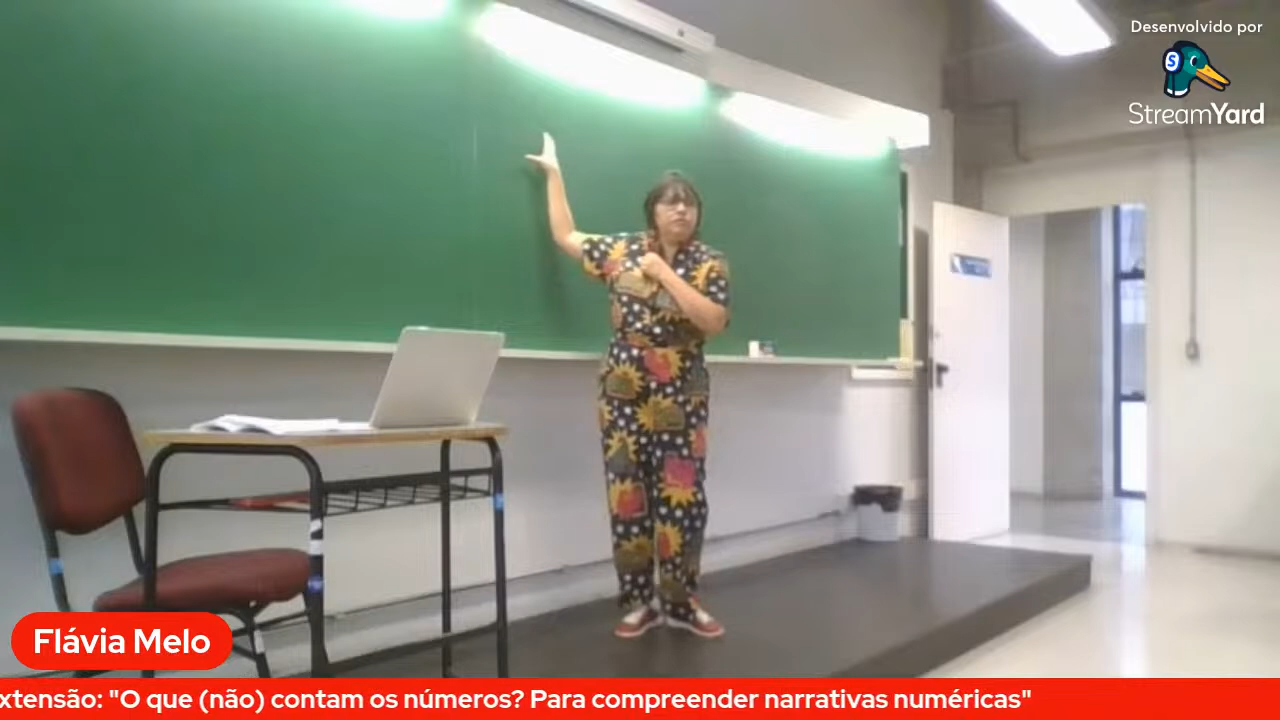 Desenvolvido por
StreamYard
Flávia Melo
xtensão: "O que (não) contam os números? Para compreender narrativas numéricas"